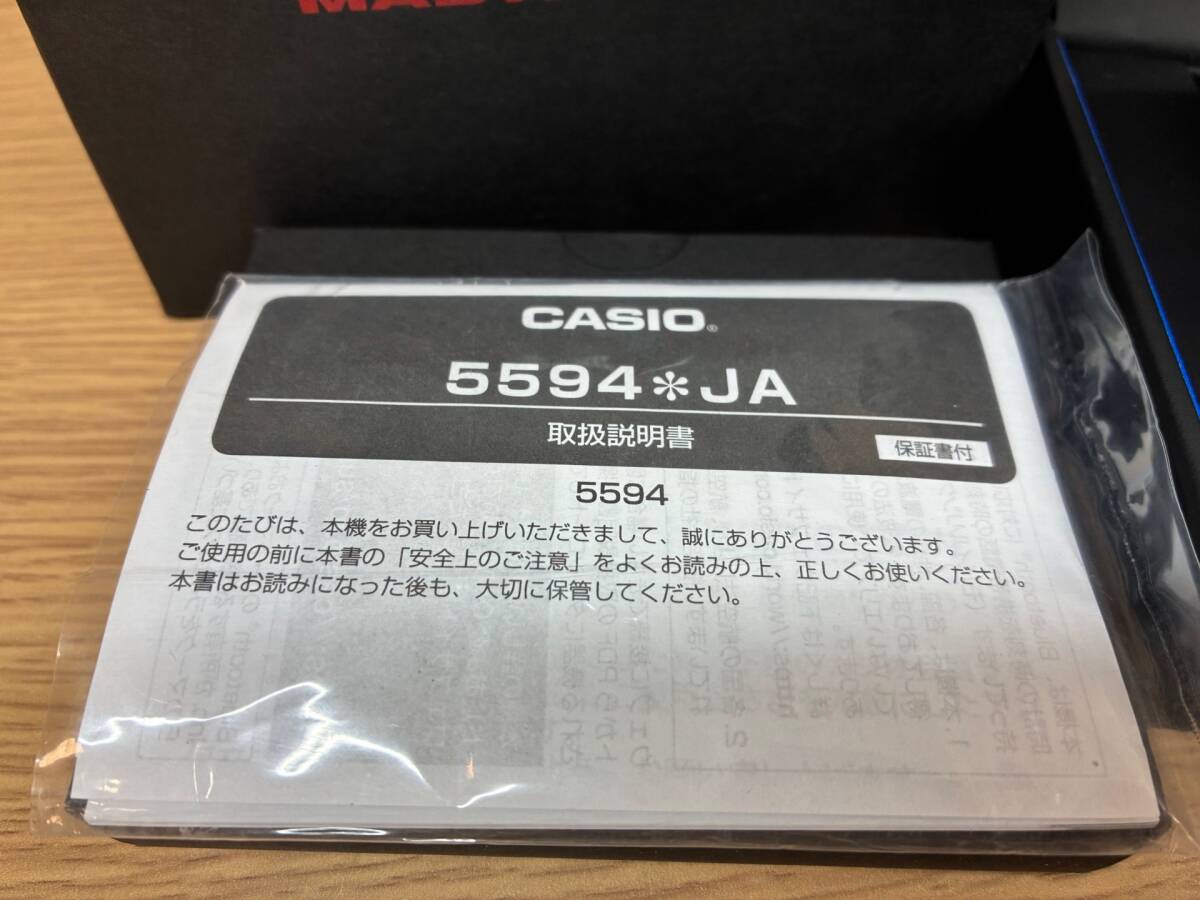 CASIO®
5594*JA
取扱説明書
保証書付
5594
このたびは、本機をお買い上げいただきまして、誠にありがとうございます。
ご使用の前に本書の「安全上のご注意」をよくお読みの上、正しくお使いください。
本書はお読みになった後も、大切に保管してください。